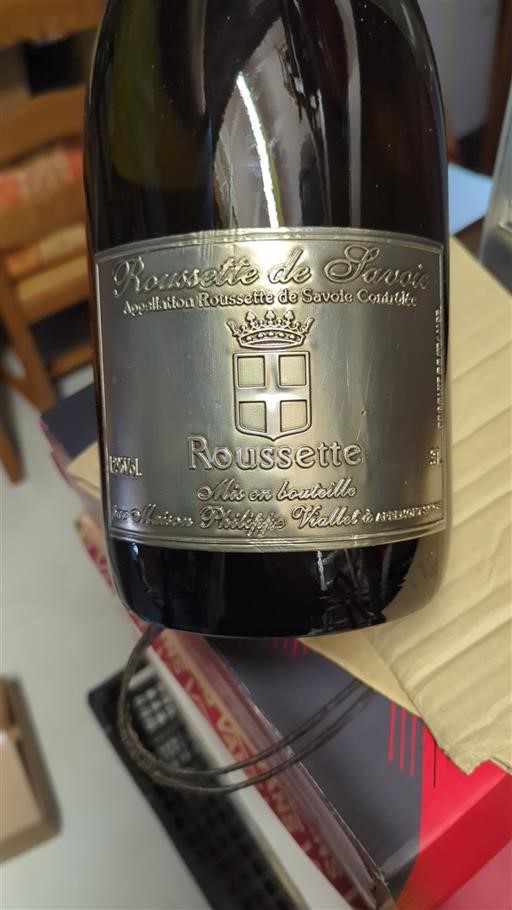 Roussette de Savoie
Appellation Roussette de Savoie Contrôlée
Roussette
Mis en bouteille
Maison Philippe Viallet à